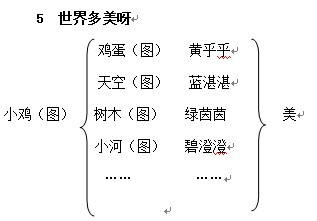 5 世界多美呀
鸡蛋（图） 黄乎乎
天空（图） 蓝湛湛
小鸡（图） 树木（图） 绿茵茵 美
小河（图） 碧澄澄
…… ……